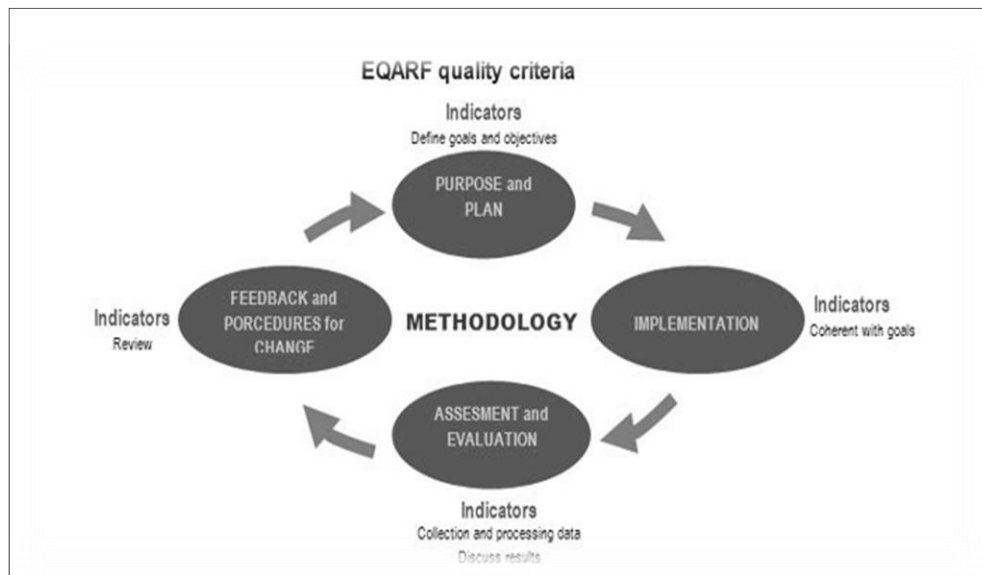 EQARF quality criteria
Indicators
Define goals and objectives
PURPOSE and
PLAN
FEEDBACK and
PORCEDURES for
CHANGE
Indicators
Review
METHODOLOGY
IMPLEMENTATION
Indicators
Coherent with goals
ASSESMENT and
EVALUATION
Indicators
Collection and processing data
Discuss results